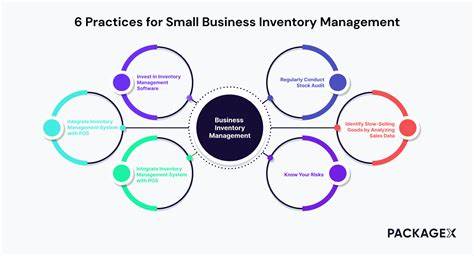 6 Practices for Small Business Inventory Management
Invest in Inventory
Management
Software
Regularly Conduct
Stock Audit
Integrate Inventory
Management System
with POS
Business
Inventory
Management
Identify Slow-Selling
Goods by Analyzing
Sales Data
Integrate Inventory
Management System
with POS
Know Your Risks
PACKAGEX